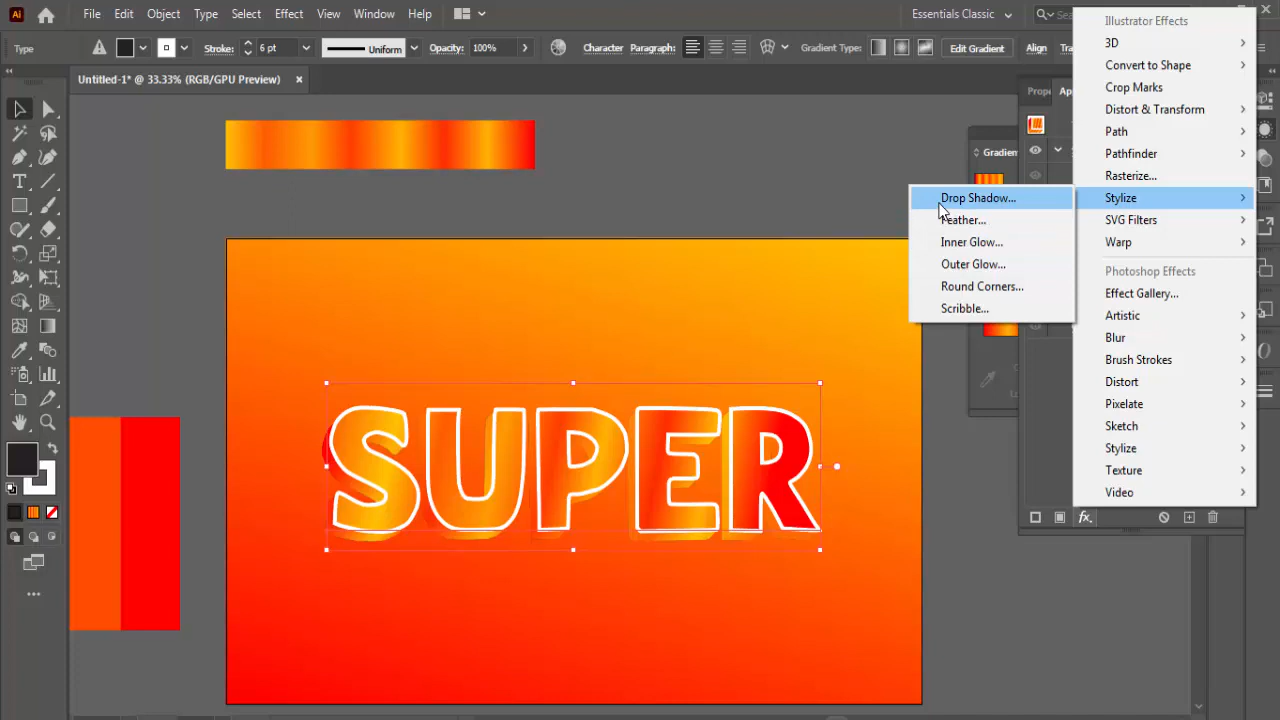 Ai File Edit Object Type Select Effect View Window Help Essentials Classic
Type Stroke: 6 pt Uniform Opacity: 100% Character Paragraph: Gradient Type: Edit Gradient Align
Untitled-1* @ 33.33% (RGB/GPU Preview) ×
Gradient
Illustrator Effects
3D
Convert to Shape
Crop Marks
Distort & Transform
Path
Pathfinder
Rasterize...
Stylize
SVG Filters
Warp
Photoshop Effects
Effect Gallery...
Artistic
Blur
Brush Strokes
Distort
Pixelate
Sketch
Stylize
Texture
Video
Drop Shadow...
Feather...
Inner Glow...
Outer Glow...
Round Corners...
Scribble...
SUPER
fx.